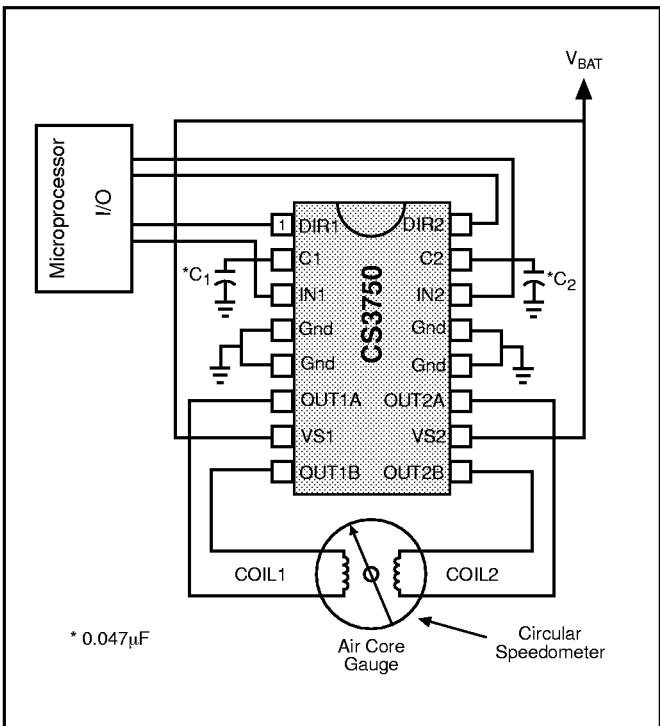 V_BAT
Microprocessor
I/O
1 DIR1 DIR2
*C1 C1 C2 *C2
IN1 IN2
CS3750
Gnd Gnd
Gnd Gnd
OUT1A OUT2A
VS1 VS2
OUT1B OUT2B
COIL1 COIL2
* 0.047µF
Air Core
Gauge
Circular
Speedometer